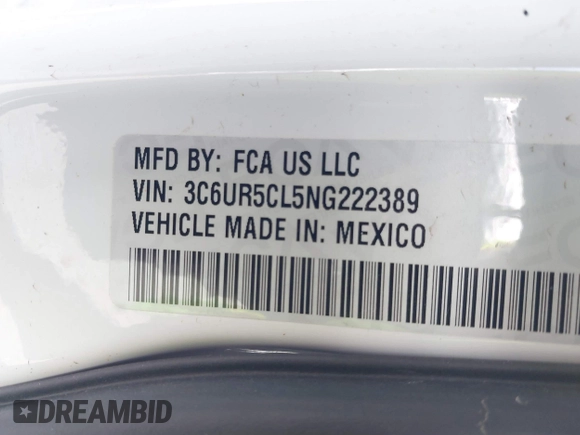 MFD BY: FCA US LLC
VIN: 3C6UR5CL5NG222389
VEHICLE MADE IN: MEXICO
DREAMBID